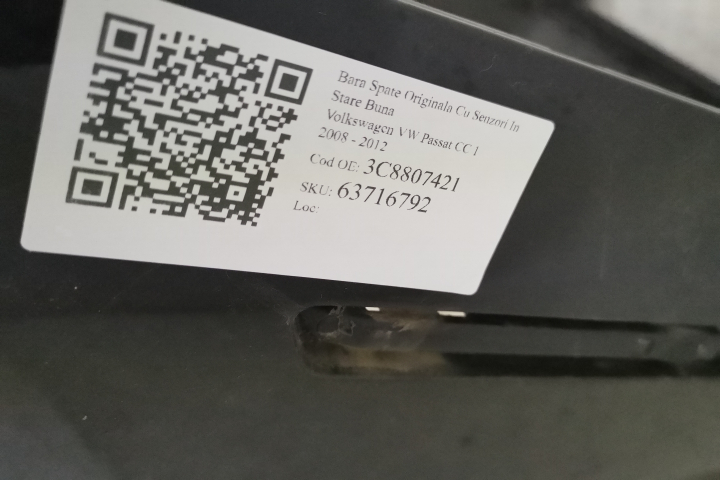 Bara Spate Originala Cu Senzori In
Stare Buna
Volkswagen VW Passat CC I
2008 - 2012
Cod OE: 3C8807421
SKU: 63716792
Loc: